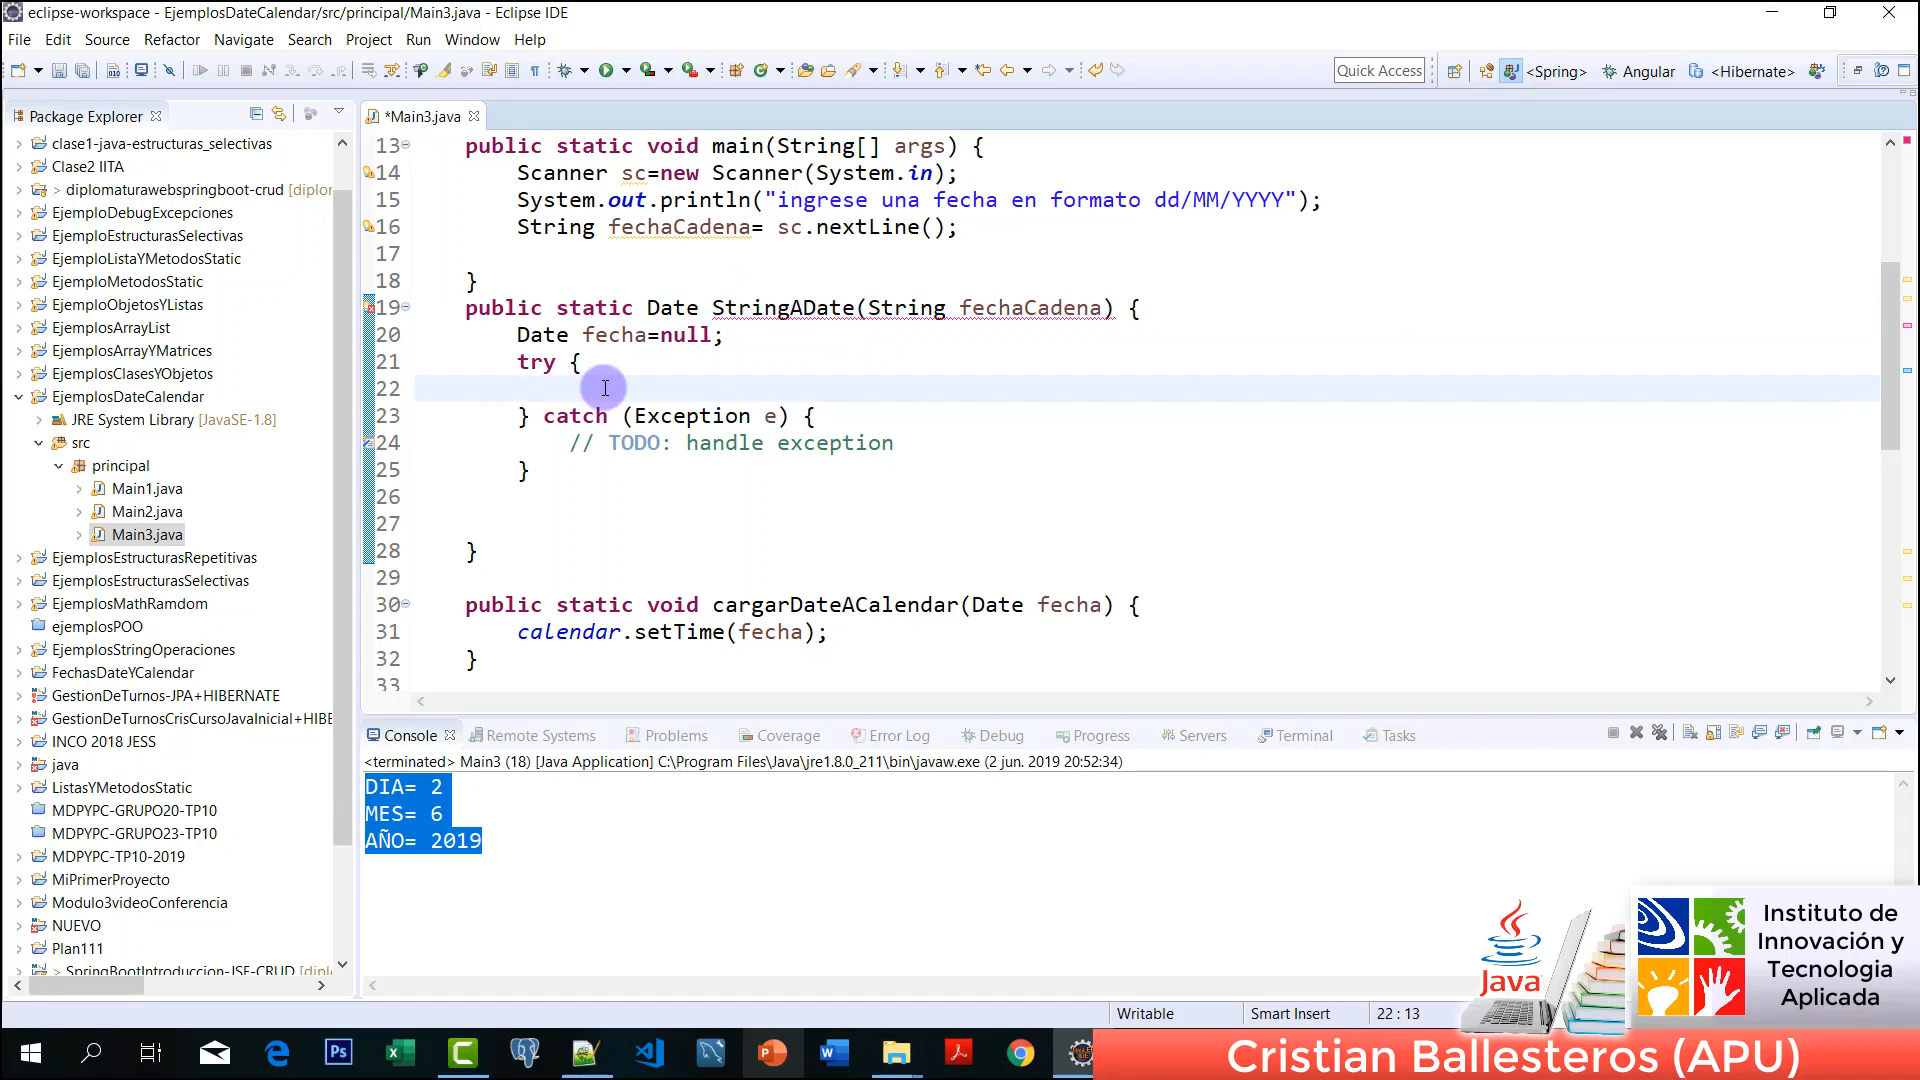 eclipse-workspace - EjemplosDateCalendar/src/principal/Main3.java - Eclipse IDE
File Edit Source Refactor Navigate Search Project Run Window Help
Quick Access <Spring> Angular <Hibernate>
Package Explorer
*Main3.java
clase1-java-estructuras_selectivas
Clase2 IITA
> diplomaturawebspringboot-crud [diplor
EjemploDebugExcepciones
EjemploEstructurasSelectivas
EjemploListaYMetodosStatic
EjemploMetodosStatic
EjemploObjetosYListas
EjemplosArrayList
EjemplosArrayYMatrices
EjemplosClasesYObjetos
EjemplosDateCalendar
JRE System Library [JavaSE-1.8]
src
principal
Main1.java
Main2.java
Main3.java
EjemplosEstructurasRepetitivas
EjemplosEstructurasSelectivas
EjemplosMathRamdom
ejemplosPOO
EjemplosStringOperaciones
FechasDateYCalendar
GestionDeTurnos-JPA+HIBERNATE
GestionDeTurnosCrisCursoJavaInicial+HIBE
INCO 2018 JESS
java
ListasYMetodosStatic
MDPYPC-GRUPO20-TP10
MDPYPC-GRUPO23-TP10
MDPYPC-TP10-2019
MiPrimerProyecto
Modulo3videoConferencia
NUEVO
Plan111
> SpringBootIntroduccion-JSF-CRUD [dipl
13 public static void main(String[] args) {
14 Scanner sc=new Scanner(System.in);
15 System.out.println("ingrese una fecha en formato dd/MM/YYYY");
16 String fechaCadena= sc.nextLine();
17
18 }
19 public static Date StringADate(String fechaCadena) {
20 Date fecha=null;
21 try {
22
23 } catch (Exception e) {
24 // TODO: handle exception
25 }
26
27
28 }
29
30 public static void cargarDateACalendar(Date fecha) {
31 calendar.setTime(fecha);
32 }
33
Console Remote Systems Problems Coverage Error Log Debug Progress Servers Terminal Tasks
<terminated> Main3 (18) [Java Application] C:\Program Files\Java\jre1.8.0_211\bin\javaw.exe (2 jun. 2019 20:52:34)
DIA= 2
MES= 6
AÑO= 2019
Writable Smart Insert 22 : 13
Java
Instituto de
Innovación y
Tecnologia
Aplicada
Cristian Ballesteros (APU)